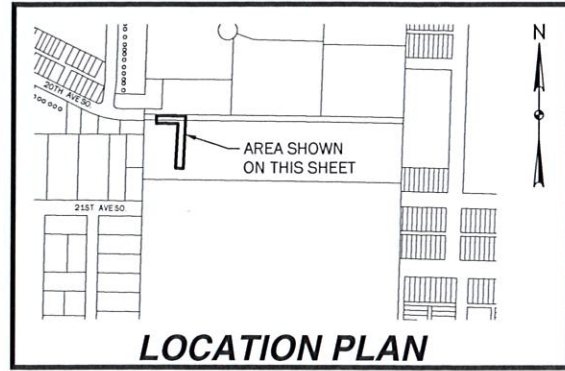 N
20TH AVE SO.
AREA SHOWN
ON THIS SHEET
21ST AVE SO.
LOCATION PLAN